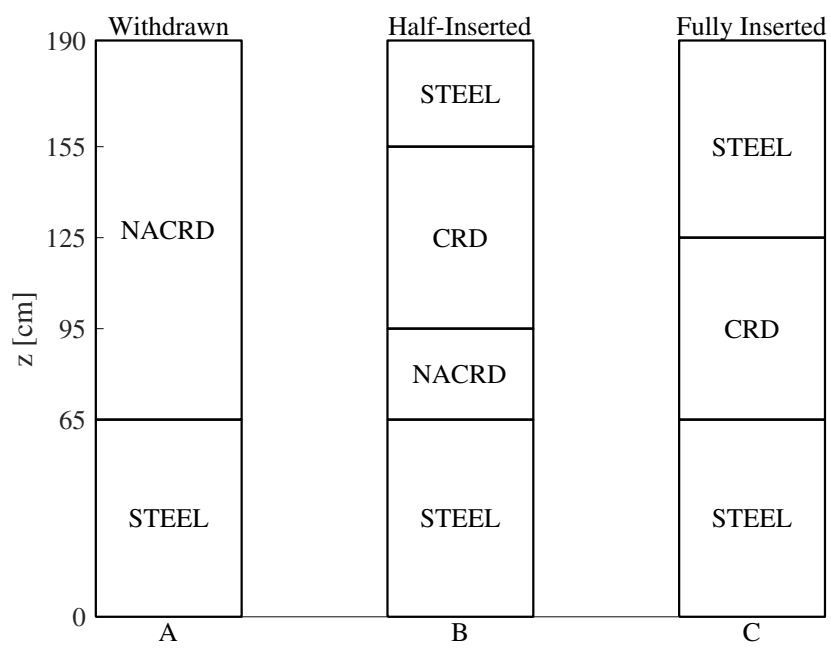 Withdrawn Half-Inserted Fully Inserted
190
STEEL
155
STEEL
NACRD CRD
125
z [cm]
95
CRD
NACRD
65
STEEL STEEL STEEL
0
A B C